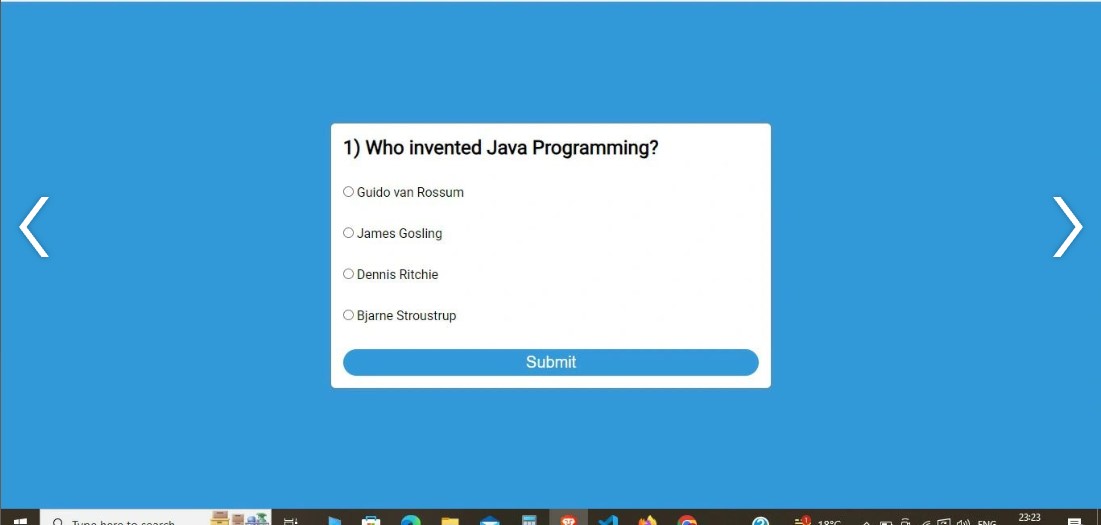 1) Who invented Java Programming?
Guido van Rossum
James Gosling
Dennis Ritchie
Bjarne Stroustrup
Submit
Type here to search
18°C
ENG
23:23